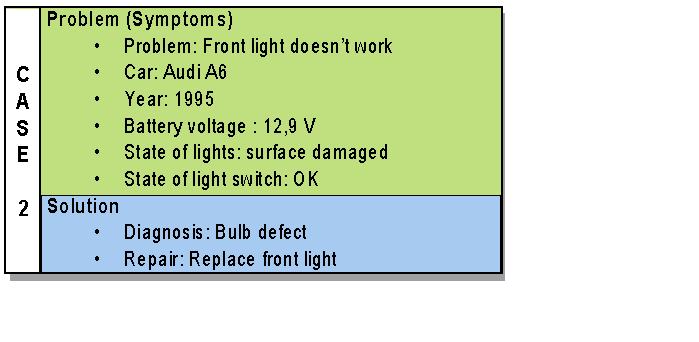 CASE 2
Problem (Symptoms)
• Problem: Front light doesn't work
• Car: Audi A6
• Year: 1995
• Battery voltage : 12,9 V
• State of lights: surface damaged
• State of light switch: OK
Solution
• Diagnosis: Bulb defect
• Repair: Replace front light